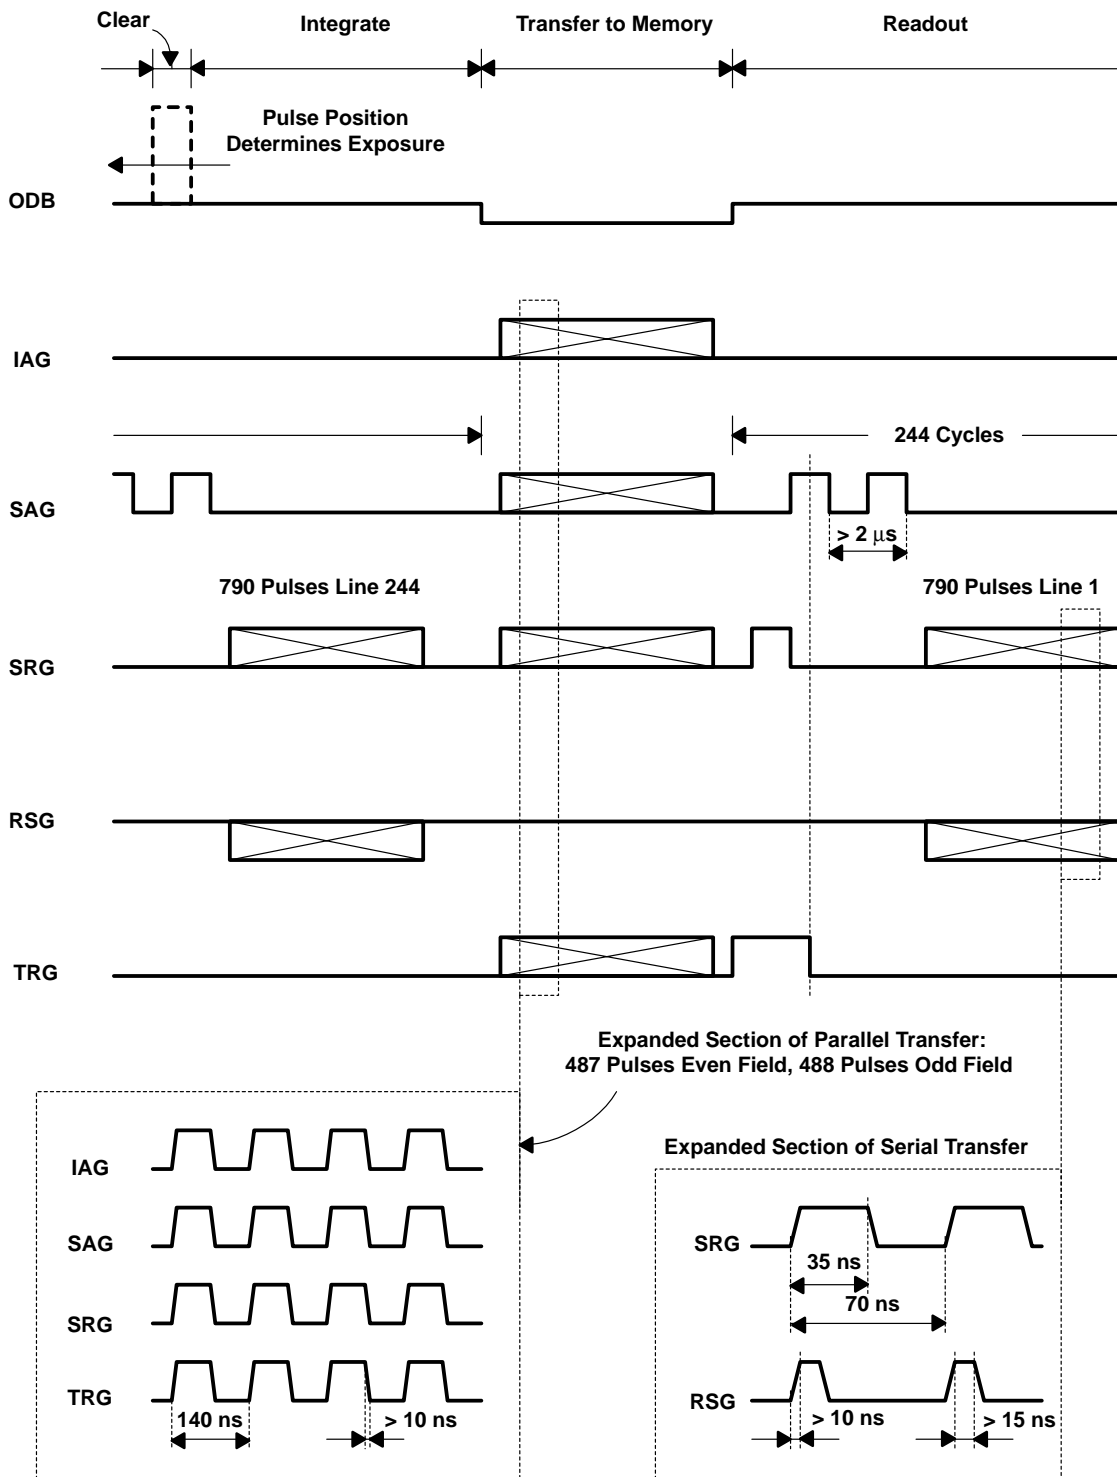 Clear
Integrate
Transfer to Memory
Readout
Pulse Position
Determines Exposure
ODB
IAG
244 Cycles
SAG
> 2 μs
790 Pulses Line 244
790 Pulses Line 1
SRG
RSG
TRG
Expanded Section of Parallel Transfer:
487 Pulses Even Field, 488 Pulses Odd Field
IAG
SAG
SRG
TRG
140 ns
> 10 ns
Expanded Section of Serial Transfer
SRG
35 ns
70 ns
RSG
> 10 ns
> 15 ns